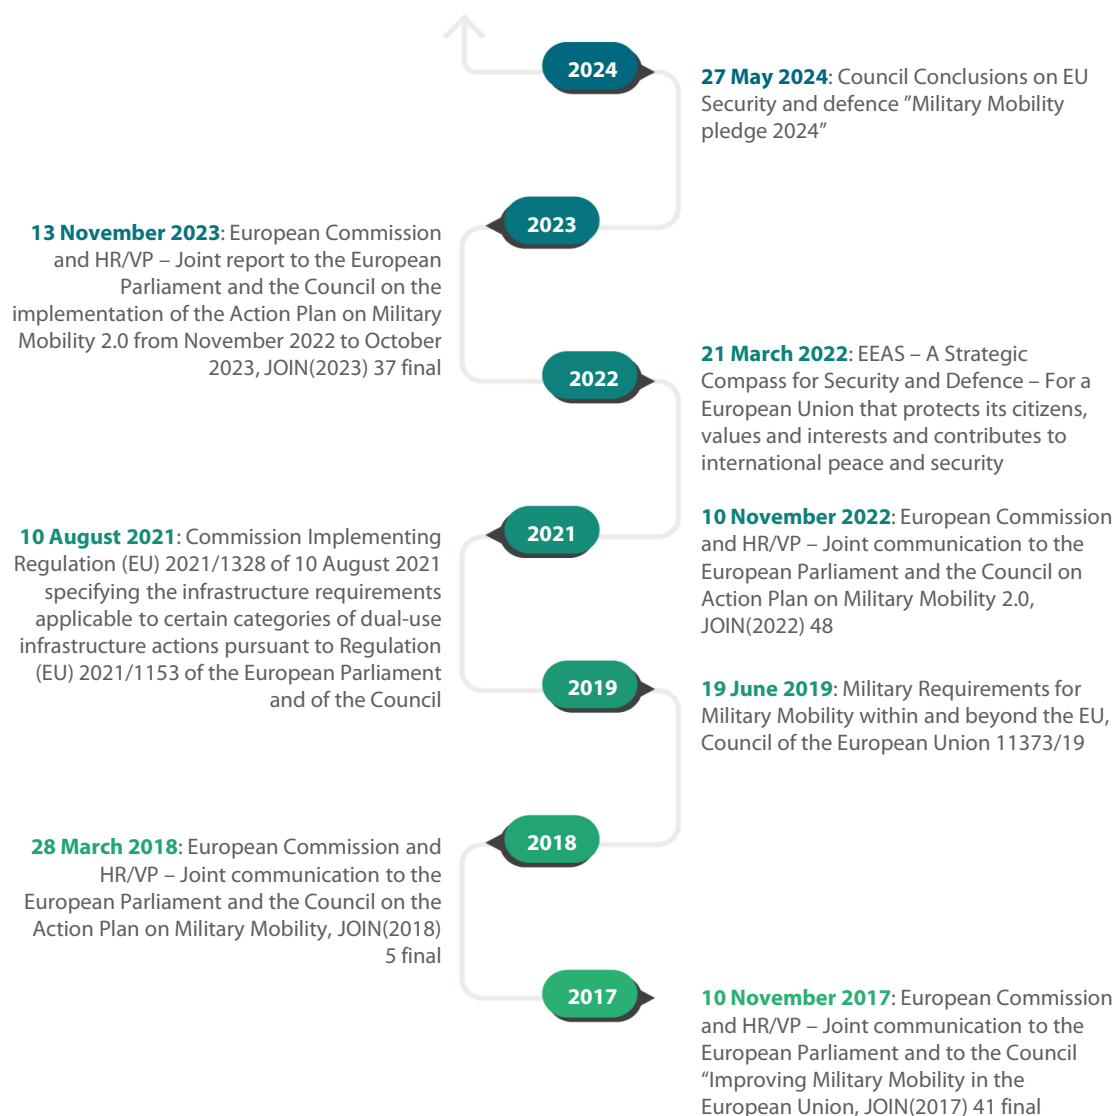 2024
27 May 2024: Council Conclusions on EU
Security and defence ”Military Mobility
pledge 2024”
2023
13 November 2023: European Commission
and HR/VP – Joint report to the European
Parliament and the Council on the
implementation of the Action Plan on Military
Mobility 2.0 from November 2022 to October
2023, JOIN(2023) 37 final
2022
21 March 2022: EEAS – A Strategic
Compass for Security and Defence – For a
European Union that protects its citizens,
values and interests and contributes to
international peace and security
10 November 2022: European Commission
and HR/VP – Joint communication to the
European Parliament and the Council on
Action Plan on Military Mobility 2.0,
JOIN(2022) 48
2021
10 August 2021: Commission Implementing
Regulation (EU) 2021/1328 of 10 August 2021
specifying the infrastructure requirements
applicable to certain categories of dual-use
infrastructure actions pursuant to Regulation
(EU) 2021/1153 of the European Parliament
and of the Council
2019
19 June 2019: Military Requirements for
Military Mobility within and beyond the EU,
Council of the European Union 11373/19
2018
28 March 2018: European Commission and
HR/VP – Joint communication to the
European Parliament and the Council on the
Action Plan on Military Mobility, JOIN(2018)
5 final
2017
10 November 2017: European Commission
and HR/VP – Joint communication to the
European Parliament and to the Council
“Improving Military Mobility in the
European Union, JOIN(2017) 41 final